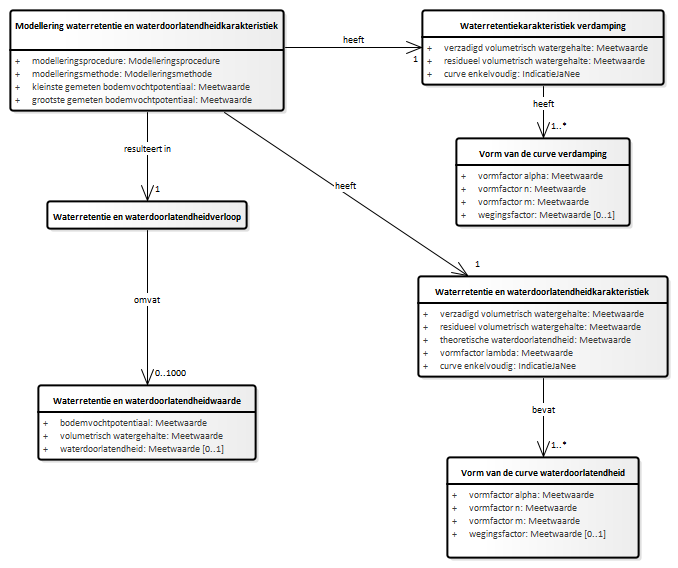 Modellering waterretentie en waterdoorlatendheidkarakteristiek
+ modelleringsprocedure: Modelleringsprocedure
+ modelleringsmethode: Modelleringsmethode
+ kleinste gemeten bodemvochtpotentiaal: Meetwaarde
+ grootste gemeten bodemvochtpotentiaal: Meetwaarde
heeft
1
Waterretentiekarakteristiek verdamping
+ verzadigd volumetrisch watergehalte: Meetwaarde
+ residueel volumetrisch watergehalte: Meetwaarde
+ curve enkelvoudig: IndicatieJaNee
heeft
1..*
Vorm van de curve verdamping
+ vormfactor alpha: Meetwaarde
+ vormfactor n: Meetwaarde
+ vormfactor m: Meetwaarde
+ wegingsfactor: Meetwaarde [0..1]
resulteert in
1
Waterretentie en waterdoorlatendheidverloop
heeft
1
Waterretentie en waterdoorlatendheidkarakteristiek
+ verzadigd volumetrisch watergehalte: Meetwaarde
+ residueel volumetrisch watergehalte: Meetwaarde
+ theoretische waterdoorlatendheid: Meetwaarde
+ vormfactor lambda: Meetwaarde
+ curve enkelvoudig: IndicatieJaNee
omvat
0..1000
Waterretentie en waterdoorlatendheidwaarde
+ bodemvochtpotentiaal: Meetwaarde
+ volumetrisch watergehalte: Meetwaarde
+ waterdoorlatendheid: Meetwaarde [0..1]
bevat
1..*
Vorm van de curve waterdoorlatendheid
+ vormfactor alpha: Meetwaarde
+ vormfactor n: Meetwaarde
+ vormfactor m: Meetwaarde
+ wegingsfactor: Meetwaarde [0..1]